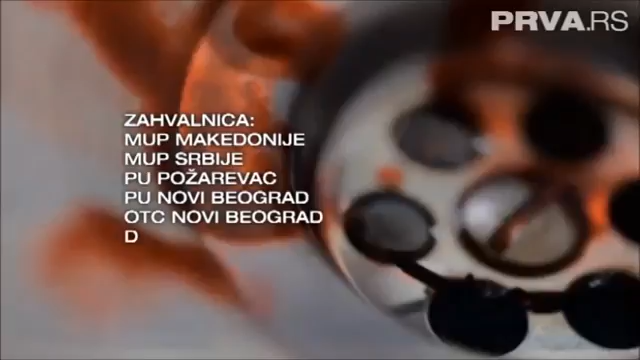 PRVA.RS
ZAHVALNICA:
MUP MAKEDONIJE
MUP SRBIJE
PU POŽAREVAC
PU NOVI BEOGRAD
OTC NOVI BEOGRAD
D